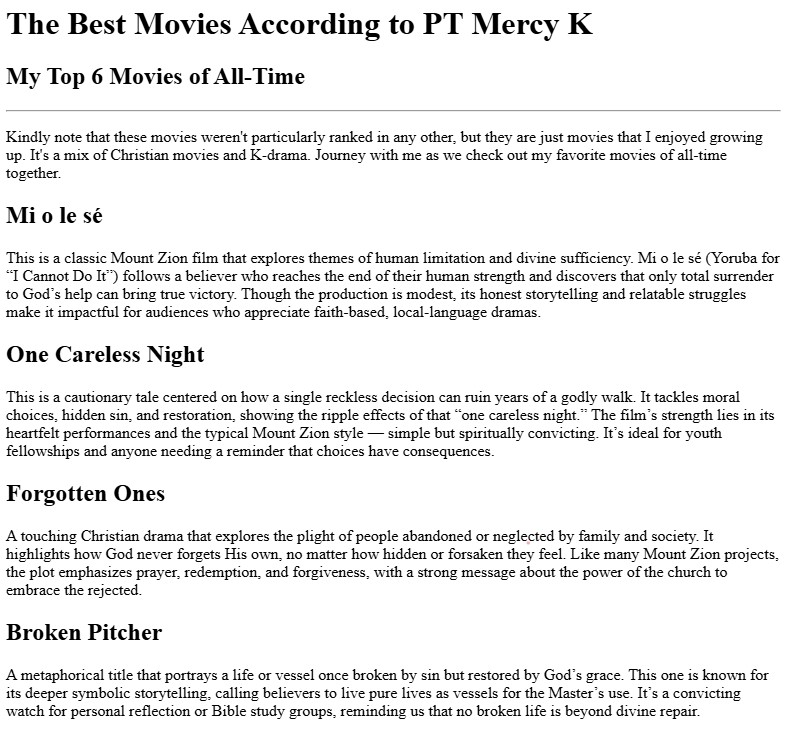 The Best Movies According to PT Mercy K
My Top 6 Movies of All-Time
Kindly note that these movies weren't particularly ranked in any other, but they are just movies that I enjoyed growing
up. It's a mix of Christian movies and K-drama. Journey with me as we check out my favorite movies of all-time
together.
Mi o le sé
This is a classic Mount Zion film that explores themes of human limitation and divine sufficiency. Mi o le sé (Yoruba for
“I Cannot Do It”) follows a believer who reaches the end of their human strength and discovers that only total surrender
to God’s help can bring true victory. Though the production is modest, its honest storytelling and relatable struggles
make it impactful for audiences who appreciate faith-based, local-language dramas.
One Careless Night
This is a cautionary tale centered on how a single reckless decision can ruin years of a godly walk. It tackles moral
choices, hidden sin, and restoration, showing the ripple effects of that “one careless night.” The film’s strength lies in its
heartfelt performances and the typical Mount Zion style — simple but spiritually convicting. It’s ideal for youth
fellowships and anyone needing a reminder that choices have consequences.
Forgotten Ones
A touching Christian drama that explores the plight of people abandoned or neglected by family and society. It
highlights how God never forgets His own, no matter how hidden or forsaken they feel. Like many Mount Zion projects,
the plot emphasizes prayer, redemption, and forgiveness, with a strong message about the power of the church to
embrace the rejected.
Broken Pitcher
A metaphorical title that portrays a life or vessel once broken by sin but restored by God’s grace. This one is known for
its deeper symbolic storytelling, calling believers to live pure lives as vessels for the Master’s use. It’s a convicting
watch for personal reflection or Bible study groups, reminding us that no broken life is beyond divine repair.